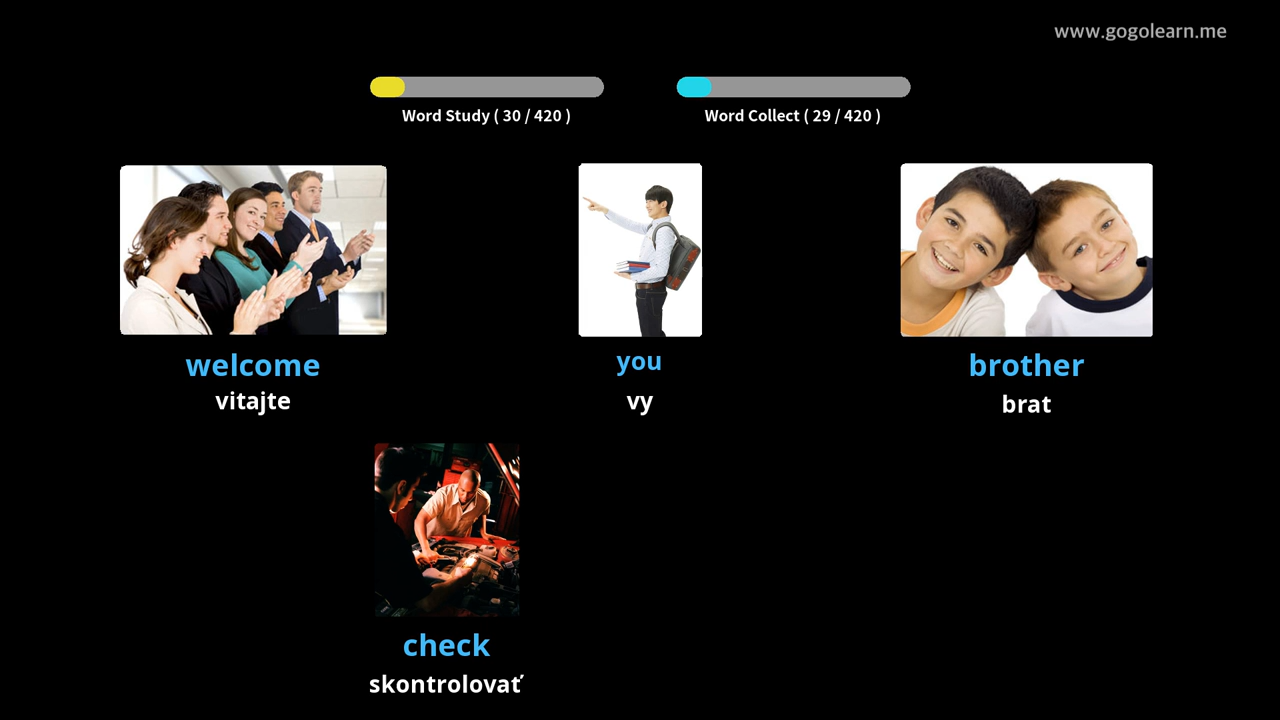 www.gogolearn.me
Word Study ( 30 / 420 )
Word Collect ( 29 / 420 )
welcome
vitajte
you
vy
brother
brat
check
skontrolovať